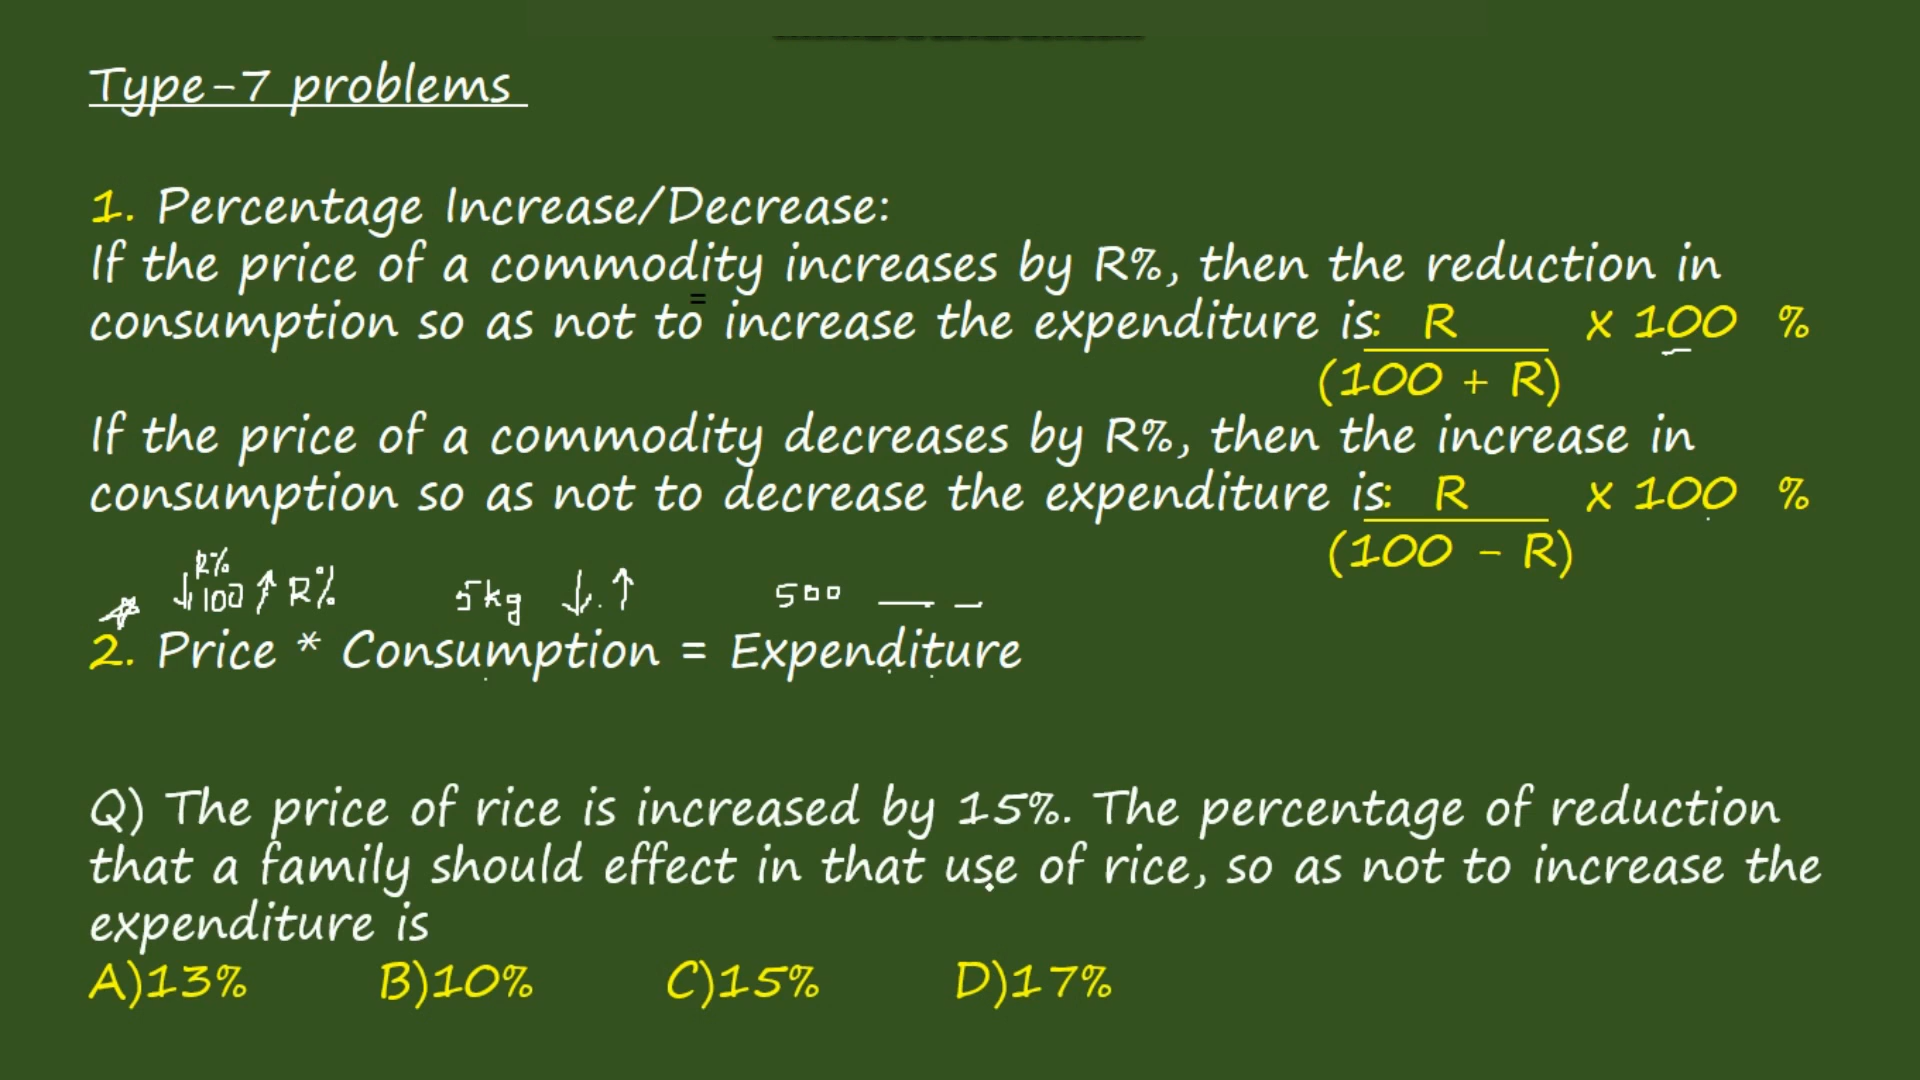 Type-7 problems
1. Percentage Increase/Decrease:
If the price of a commodity increases by R%, then the reduction in
consumption so as not to increase the expenditure is: R x 100 %
(100 + R)
If the price of a commodity decreases by R%, then the increase in
consumption so as not to decrease the expenditure is: R x 100 %
(100 - R)
R%
↓100 ↑ R% 5kg ↓ ↑ 500
2. Price * Consumption = Expenditure
Q) The price of rice is increased by 15%. The percentage of reduction
that a family should effect in that use of rice, so as not to increase the
expenditure is
A)13% B)10% C)15% D)17%